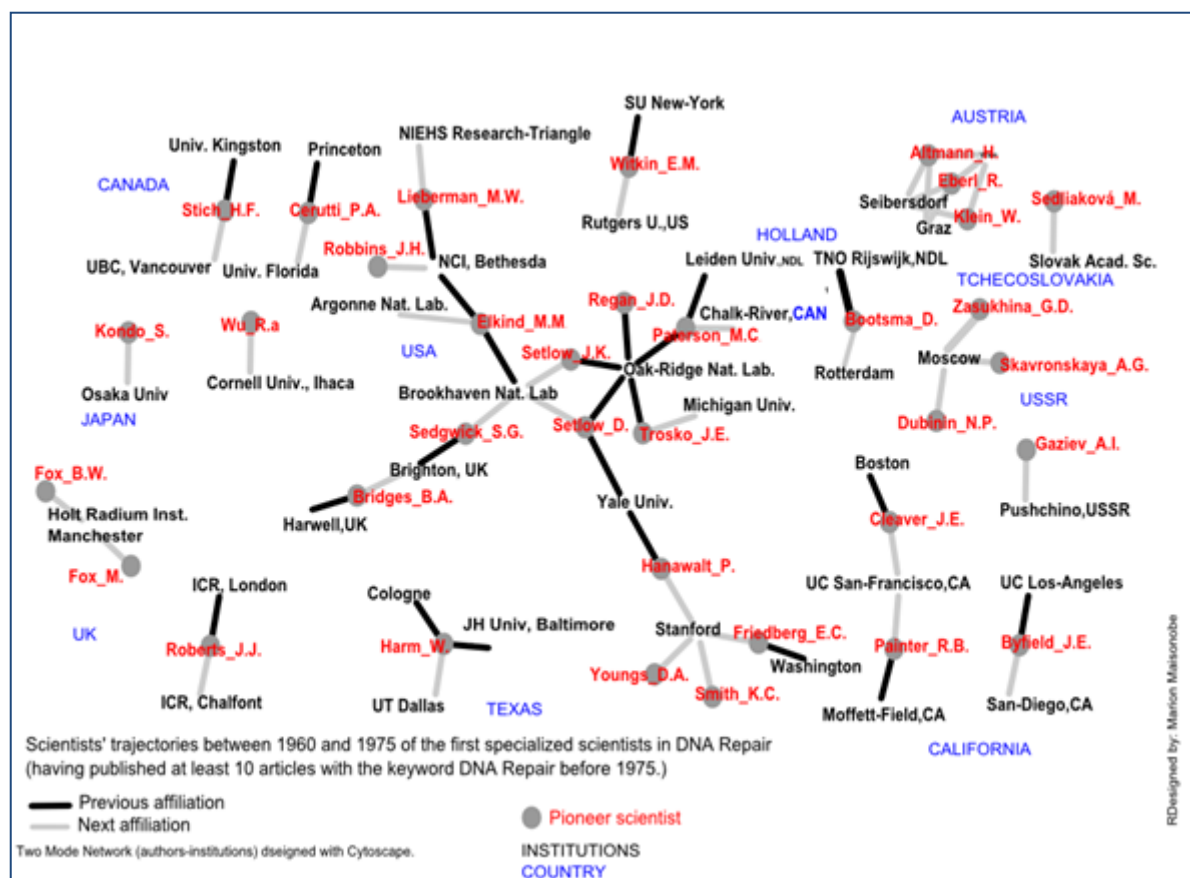 SU New-York
AUSTRIA
NIEHS Research-Triangle
Univ. Kingston
Princeton
Altmann_H.
Witkin_E.M.
CANADA
Lieberman_M.W.
Eberl_R.
Seibersdorf
Sedliaková_M.
Stich_H.F.
Cerutti_P.A.
Klein_W.
Rutgers U.,US
Graz
HOLLAND
Robbins_J.H.
UBC, Vancouver
Univ. Florida
NCI, Bethesda
Leiden Univ.,NDL
TNO Rijswijk,NDL
Slovak Acad. Sc.
TCHECOSLOVAKIA
Argonne Nat. Lab.
Regan_J.D.
Chalk-River,CAN
Zasukhina_G.D.
Kondo_S.
Wu_R.a
Elkind_M.M
Paterson_M.C
Bootsma_D.
USA
Setlow_J.K.
Moscow
Skavronskaya_A.G.
Oak-Ridge Nat. Lab.
Rotterdam
Osaka Univ
Cornell Univ., Ihaca
Brookhaven Nat. Lab
USSR
JAPAN
Michigan Univ.
Sedgwick_S.G.
Setlow_D.
Trosko_J.E.
Dubinin_N.P.
Gaziev_A.I.
Fox_B.W.
Brighton, UK
Boston
Bridges_B.A.
Yale Univ.
Holt Radium Inst.
Manchester
Harwell,UK
Cleaver_J.E.
Pushchino,USSR
Fox_M.
Hanawalt_P.
ICR, London
Cologne
UC San-Francisco,CA
UC Los-Angeles
UK
JH Univ, Baltimore
Stanford
Friedberg_E.C.
Roberts_J.J.
Harm_W.
Painter_R.B.
Byfield_J.E.
Washington
Youngs_D.A.
Smith_K.C.
ICR, Chalfont
UT Dallas
TEXAS
Moffett-Field,CA
San-Diego,CA
CALIFORNIA
Scientists' trajectories between 1960 and 1975 of the first specialized scientists in DNA Repair
(having published at least 10 articles with the keyword DNA Repair before 1975.)
Previous affiliation
Next affiliation
Pioneer scientist
Two Mode Network (authors-institutions) dseigned with Cytoscape.
INSTITUTIONS
COUNTRY
RDesigned by: Marion Maisonobe